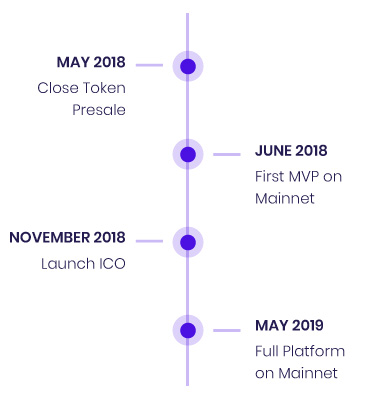 MAY 2018
Close Token
Presale
JUNE 2018
First MVP on
Mainnet
NOVEMBER 2018
Launch ICO
MAY 2019
Full Platform
on Mainnet